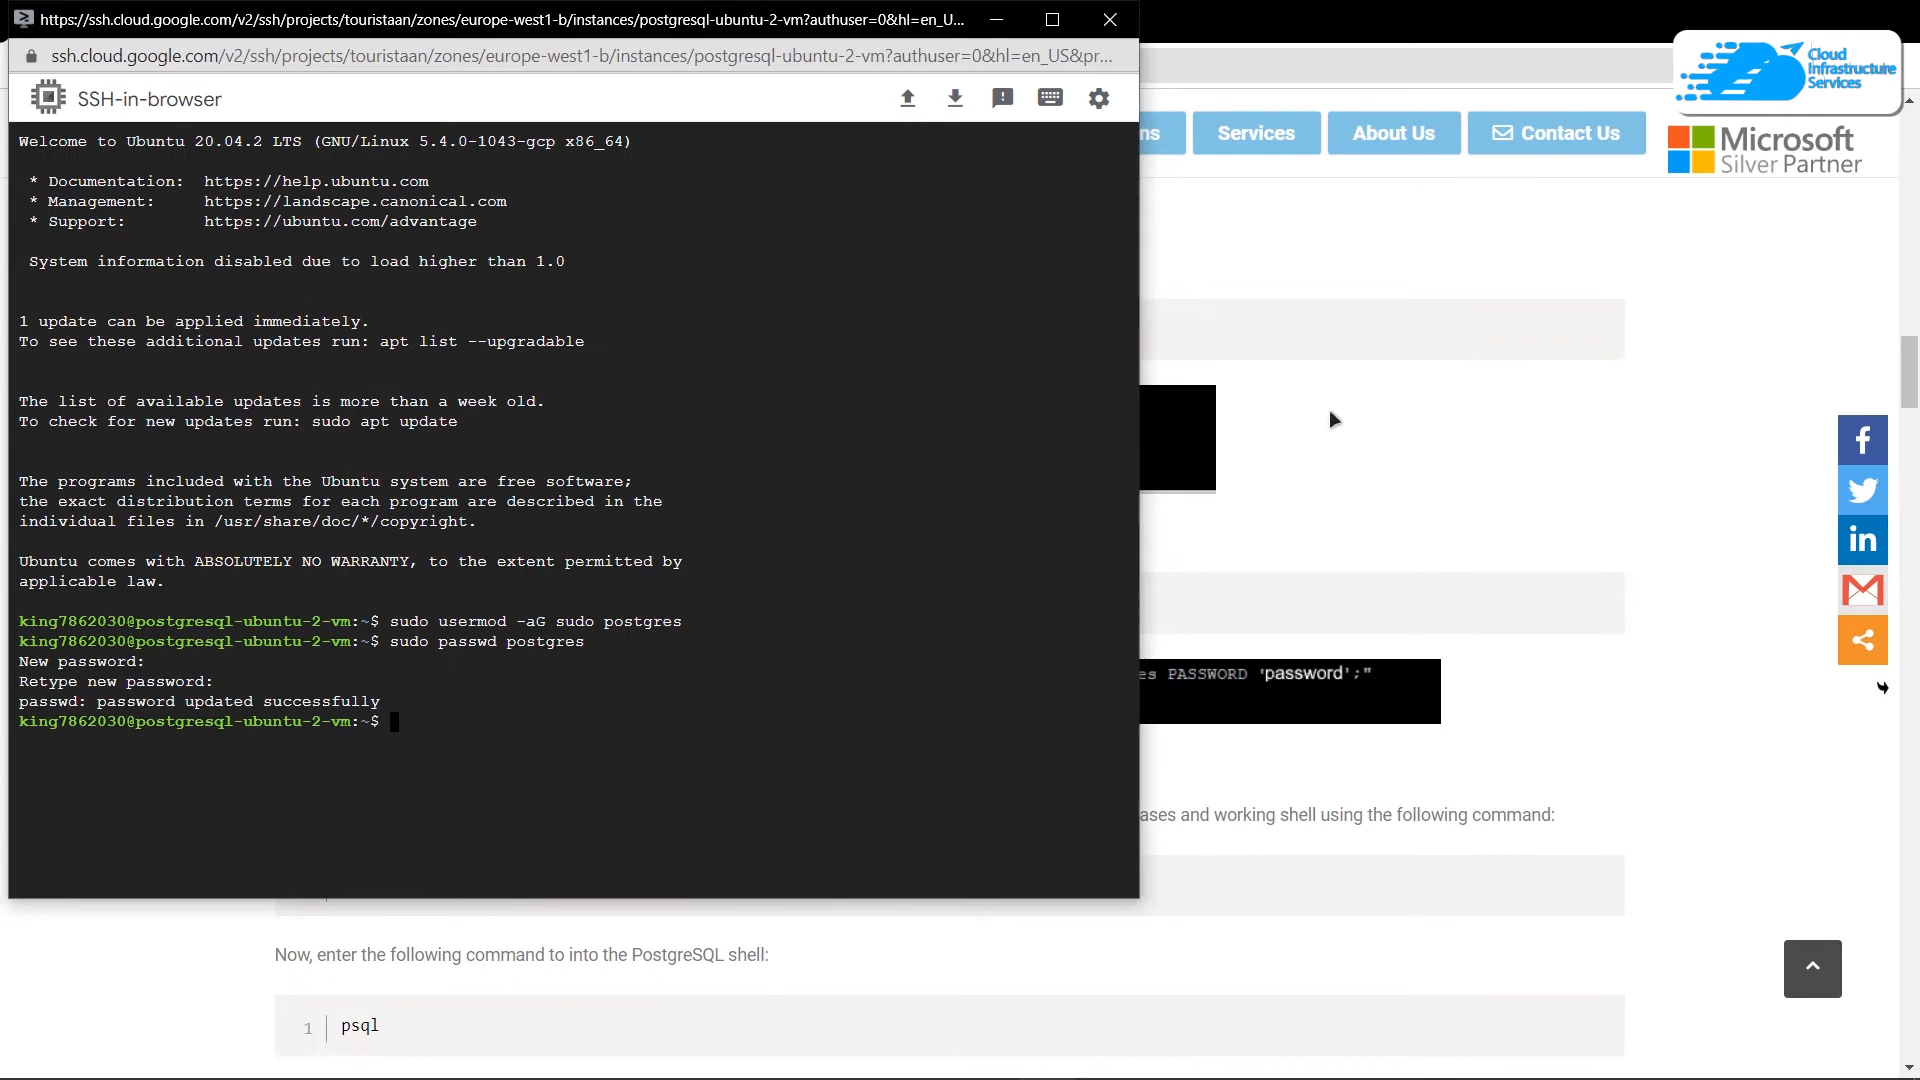 https://ssh.cloud.google.com/v2/ssh/projects/touristaan/zones/europe-west1-b/instances/postgresql-ubuntu-2-vm?authuser=0&hl=en_U...
ssh.cloud.google.com/v2/ssh/projects/touristaan/zones/europe-west1-b/instances/postgresql-ubuntu-2-vm?authuser=0&hl=en_US&pr...
SSH-in-browser
Welcome to Ubuntu 20.04.2 LTS (GNU/Linux 5.4.0-1043-gcp x86_64)
* Documentation: https://help.ubuntu.com
* Management: https://landscape.canonical.com
* Support: https://ubuntu.com/advantage
System information disabled due to load higher than 1.0
1 update can be applied immediately.
To see these additional updates run: apt list --upgradable
The list of available updates is more than a week old.
To check for new updates run: sudo apt update
The programs included with the Ubuntu system are free software;
the exact distribution terms for each program are described in the
individual files in /usr/share/doc/*/copyright.
Ubuntu comes with ABSOLUTELY NO WARRANTY, to the extent permitted by
applicable law.
king7862030@postgresql-ubuntu-2-vm:~$ sudo usermod -aG sudo postgres
king7862030@postgresql-ubuntu-2-vm:~$ sudo passwd postgres
New password:
Retype new password:
passwd: password updated successfully
king7862030@postgresql-ubuntu-2-vm:~$
Cloud
Infrastructure
Services
ns
Services
About Us
Contact Us
Microsoft
Silver Partner
es PASSWORD 'password';"
ases and working shell using the following command:
Now, enter the following command to into the PostgreSQL shell:
1 psql